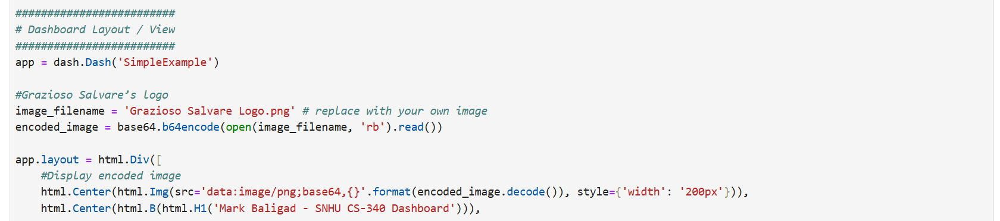 #########################
# Dashboard Layout / View
#########################
app = dash.Dash('SimpleExample')
#Grazioso Salvare’s logo
image_filename = 'Grazioso Salvare Logo.png' # replace with your own image
encoded_image = base64.b64encode(open(image_filename, 'rb').read())
app.layout = html.Div([
    #Display encoded image
    html.Center(html.Img(src='data:image/png;base64,{}'.format(encoded_image.decode()), style={'width': '200px'})),
    html.Center(html.B(html.H1('Mark Baligad - SNHU CS-340 Dashboard'))),